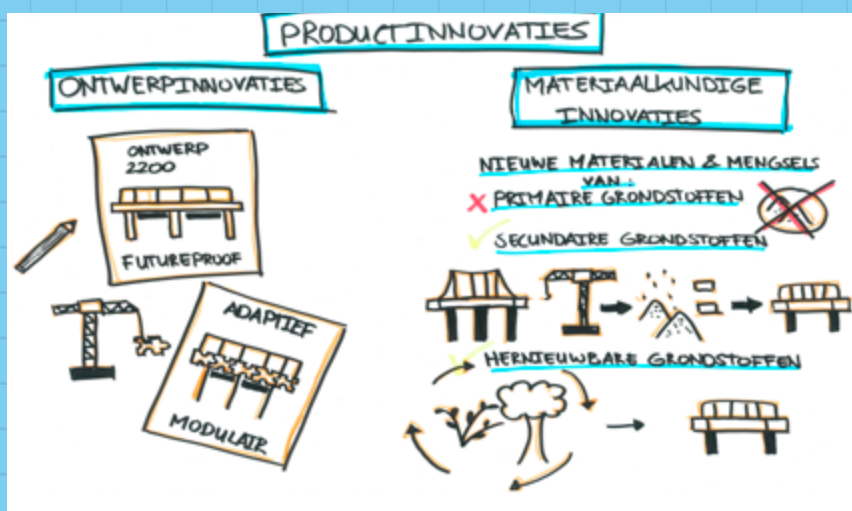 PRODUCTINNOVATIES
ONTWERPINNOVATIES
ONTWERP
2200
FUTUREPROOF
ADAPTIEF
MODULAIR
MATERIAALKUNDIGE
INNOVATIES
NIEUWE MATERIALEN & MENGSELS
VAN:
PRIMAIRE GRONDSTOFFEN
SECUNDAIRE GRONDSTOFFEN
HERNIEUWBARE GRONDSTOFFEN